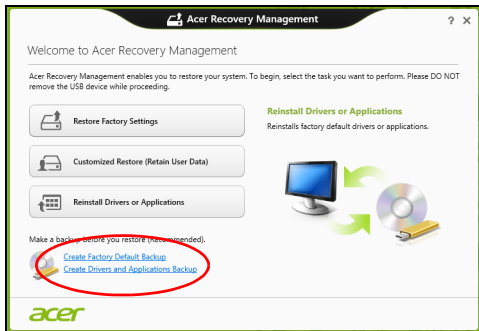 Acer Recovery Management
? ×
Welcome to Acer Recovery Management
Acer Recovery Management enables you to restore your system. To begin, select the task you want to perform. Please DO NOT
remove the USB device while proceeding.
Restore Factory Settings
Customized Restore (Retain User Data)
Reinstall Drivers or Applications
Reinstall Drivers or Applications
Reinstalls factory default drivers or applications.
Make a backup before you restore (Recommended).
Create Factory Default Backup
Create Drivers and Applications Backup
acer